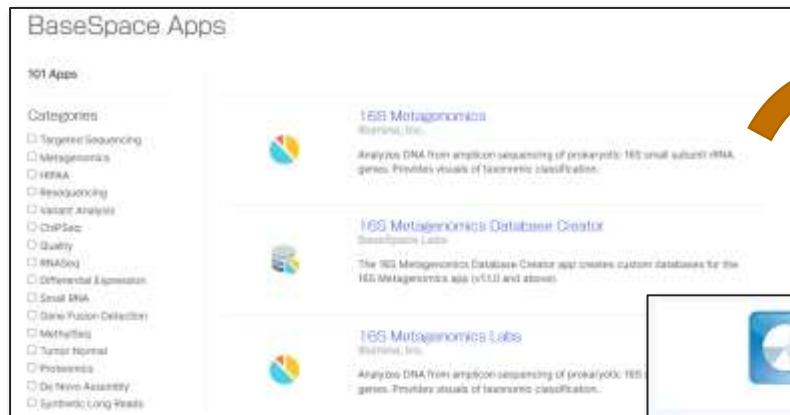 BaseSpace Apps
101 Apps
Categories
Targeted Sequencing
Metagenomics
HIPAA
Resequencing
Variant Analysis
ChIPSeq
Quality
RNASeq
Differential Expression
Small RNA
Gene Fusion Detection
MethylSeq
Tumor Normal
Proteomics
De Novo Assembly
Synthetic Long Reads
16S Metagenomics
Illumina, Inc.
Analyzes DNA from amplicon sequencing of prokaryotic 16S small subunit rRNA
genes. Provides visuals of taxonomic classification.
16S Metagenomics Database Creator
BaseSpace Labs
The 16S Metagenomics Database Creator app creates custom databases for the
16S Metagenomics app (v1.1.0 and above).
16S Metagenomics Labs
Illumina, Inc.
Analyzes DNA from amplicon sequencing of prokaryotic 16S
genes. Provides visuals of taxonomic classification.